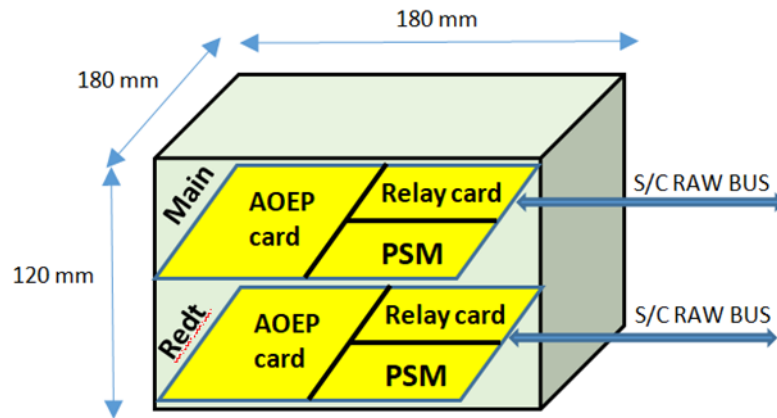 180 mm
180 mm
120 mm
Main
AOEP
card
Relay card
PSM
S/C RAW BUS
Redt
AOEP
card
Relay card
PSM
S/C RAW BUS